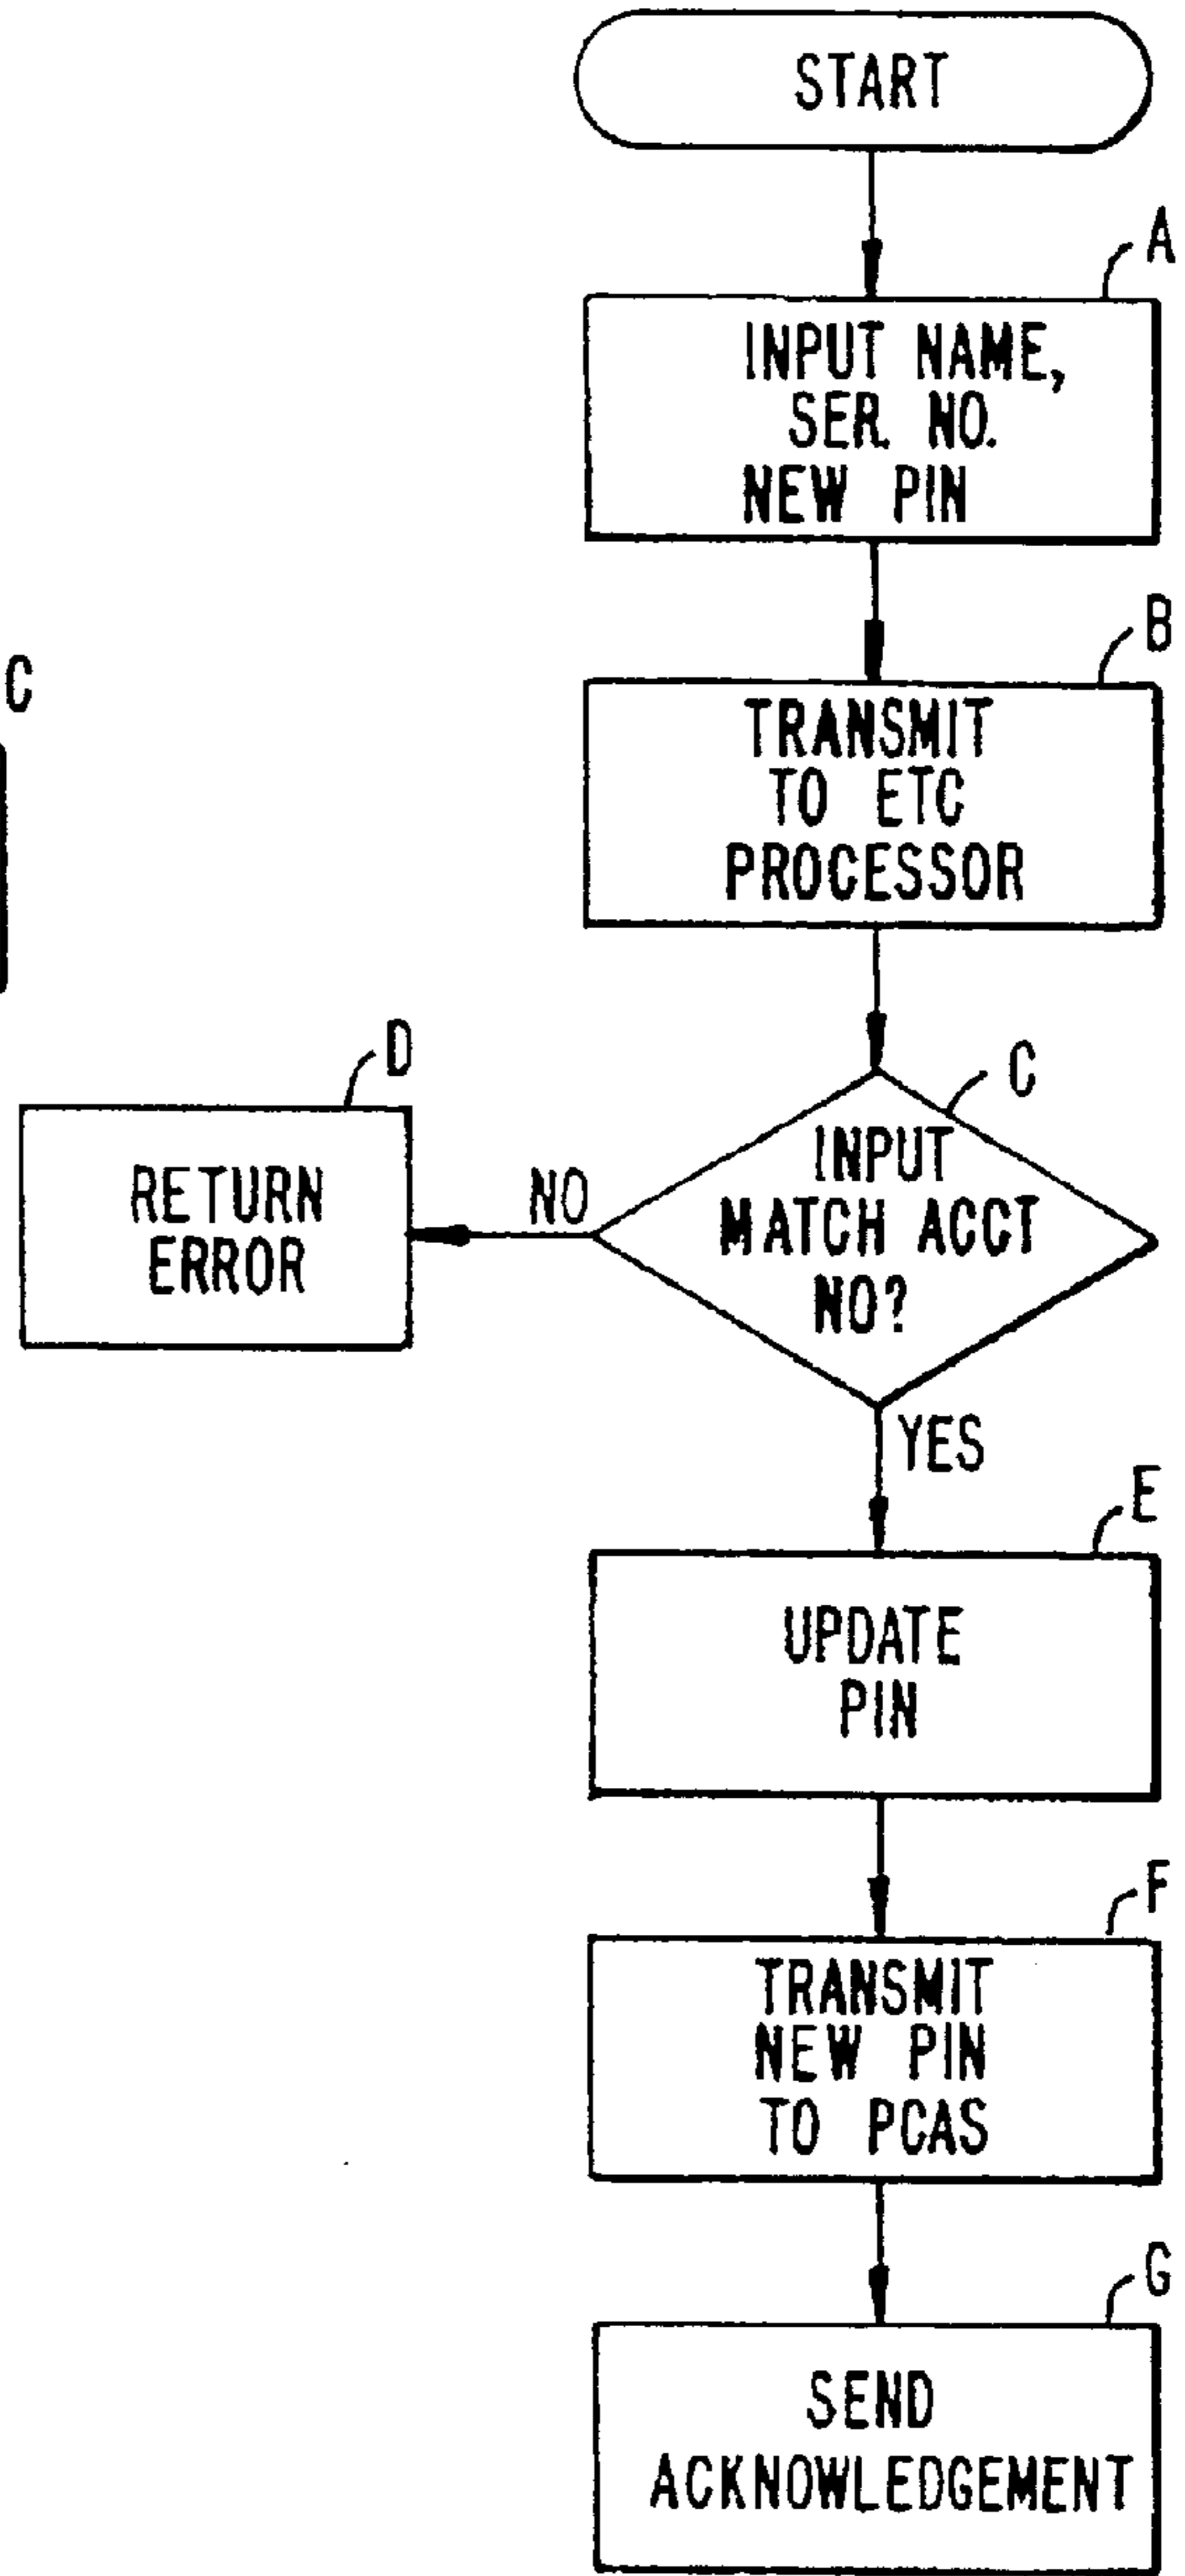 START
A
INPUT NAME,
SER. NO.
NEW PIN
B
TRANSMIT
TO ETC
PROCESSOR
C
C
INPUT
MATCH ACCT
NO?
NO
D
RETURN
ERROR
YES
E
UPDATE
PIN
F
TRANSMIT
NEW PIN
TO PCAS
G
SEND
ACKNOWLEDGEMENT